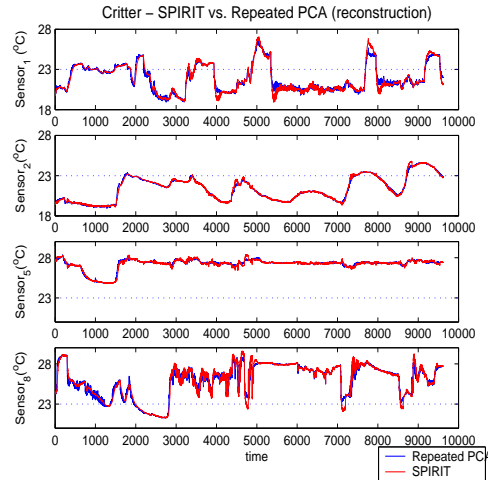 Critter – SPIRIT vs. Repeated PCA (reconstruction)
Sensor1 (°C)
28
23
18
0 1000 2000 3000 4000 5000 6000 7000 8000 9000 10000
Sensor2 (°C)
28
23
18
0 1000 2000 3000 4000 5000 6000 7000 8000 9000 10000
Sensor5 (°C)
28
23
0 1000 2000 3000 4000 5000 6000 7000 8000 9000 10000
Sensor8 (°C)
28
23
0 1000 2000 3000 4000 5000 6000 7000 8000 9000 10000
time
Repeated PCA
SPIRIT